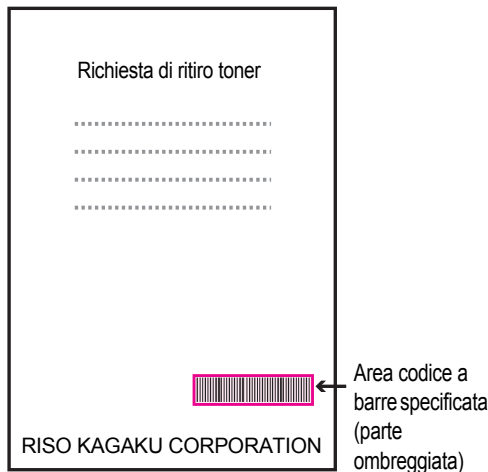 Richiesta di ritiro toner
Area codice a
barre specificata
(parte
ombreggiata)
RISO KAGAKU CORPORATION